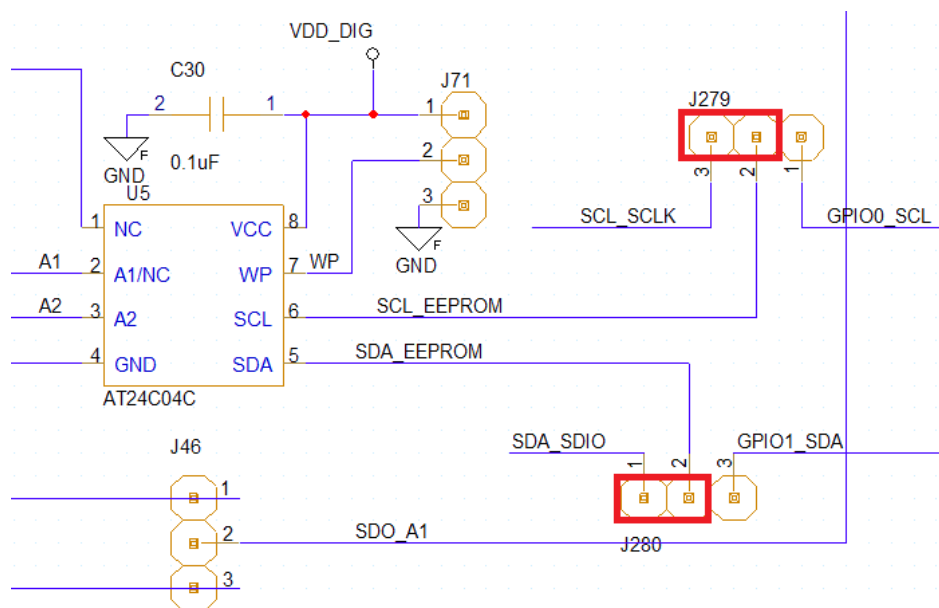 VDD_DIG
C30
2
1
J71
1
2
3
F
GND
0.1uF
F
GND
J279
3
2
1
SCL_SCLK
GPIO0_SCL
U5
1
NC
VCC
8
A1
2
A1/NC
WP
7
WP
A2
3
A2
SCL
6
SCL_EEPROM
4
GND
SDA
5
SDA_EEPROM
AT24C04C
SDA_SDIO
GPIO1_SDA
1
2
3
J280
J46
1
2
3
SDO_A1